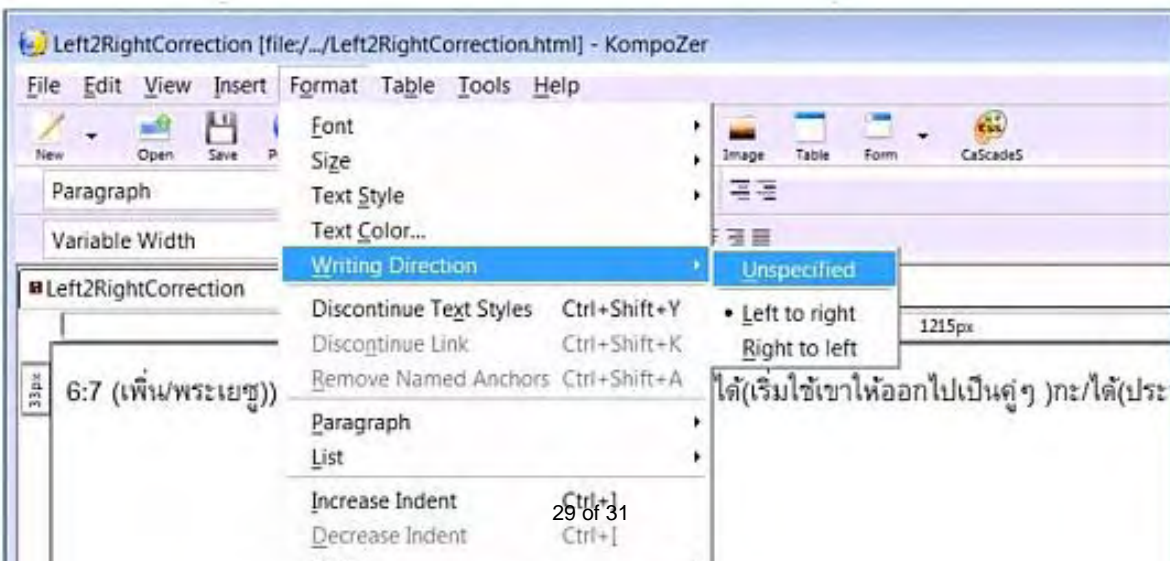 Left2RightCorrection [file:/.../Left2RightCorrection.html] - KompoZer
File Edit View Insert Format Table Tools Help
New Open Save Image Table Form CaScadeS
Paragraph
Variable Width
Font
Size
Text Style
Text Color...
Writing Direction
Unspecified
Left to right
Right to left
Discontinue Text Styles Ctrl+Shift+Y
Discontinue Link Ctrl+Shift+K
Remove Named Anchors Ctrl+Shift+A
Paragraph
List
Increase Indent Ctrl+]
Decrease Indent Ctrl+[
Left2RightCorrection
1215px
33px
6:7 (เพิ่น/พระเยซู)) ได้(เริ่มใช้เขาให้ออกไปเป็นคู่ๆ )กะ/ได้(ประ
29 of 31